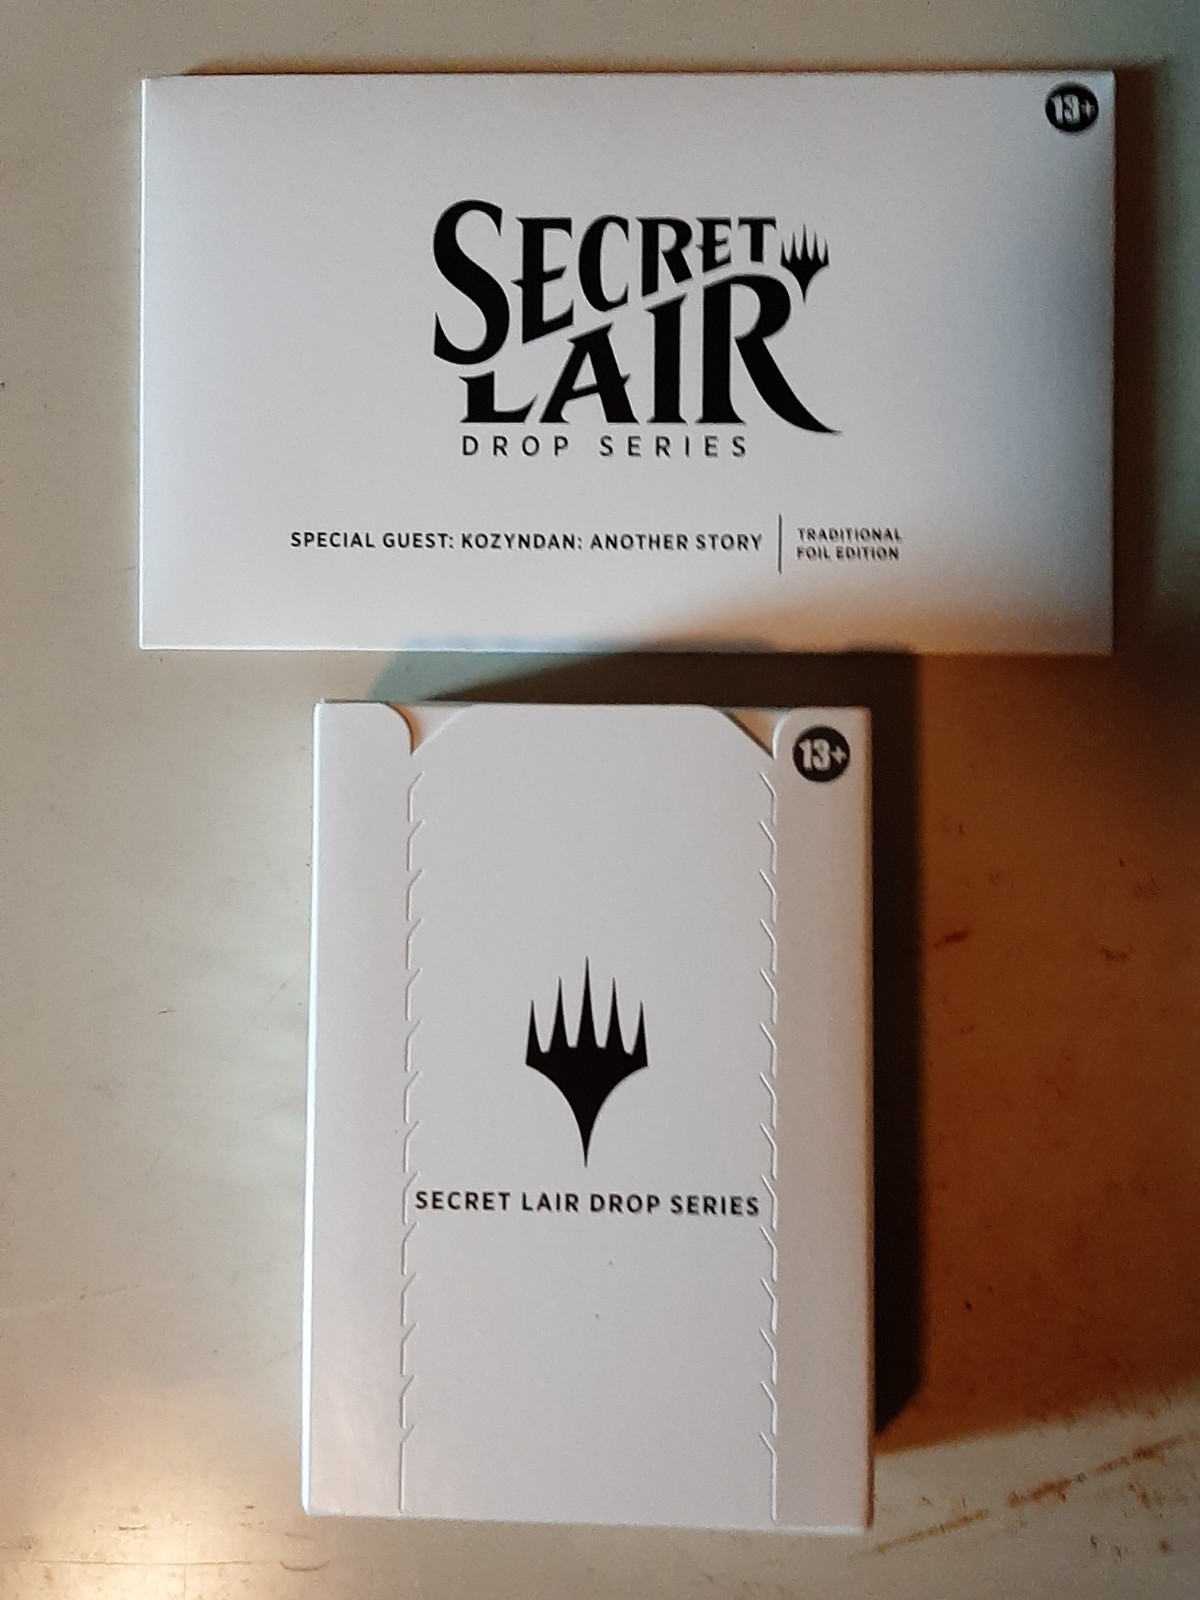 13+
SECRET
LAIR
DROP SERIES
SPECIAL GUEST: KOZYNDAN: ANOTHER STORY
TRADITIONAL
FOIL EDITION
13+
SECRET LAIR DROP SERIES